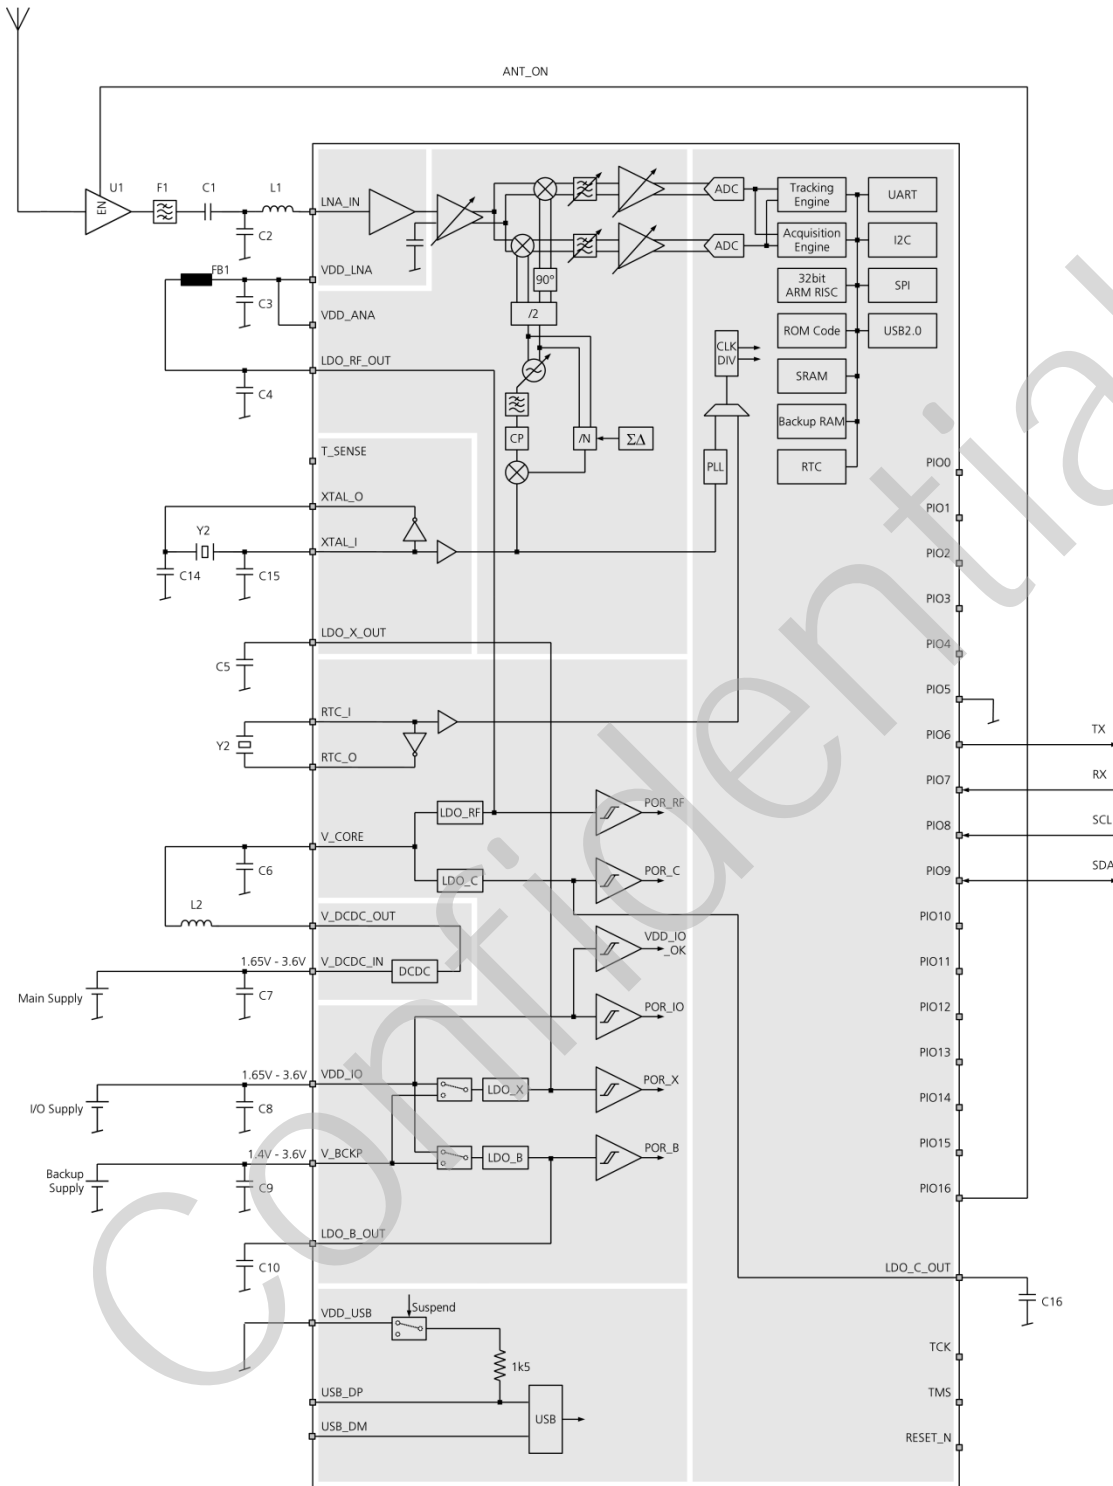 ANT_ON
U1
F1
C1
L1
EN
C2
LNA_IN
ADC
Tracking
Engine
UART
ADC
Acquisition
Engine
I2C
FB1
VDD_LNA
C3
90°
32bit
ARM RISC
SPI
VDD_ANA
/2
ROM Code
USB2.0
LDO_RF_OUT
C4
CLK
DIV
SRAM
Backup RAM
CP
/N
ΣΔ
T_SENSE
PLL
RTC
PIO0
XTAL_O
PIO1
Y2
XTAL_I
PIO2
C14
C15
PIO3
LDO_X_OUT
PIO4
C5
PIO5
RTC_I
PIO6
TX
Y2
RTC_O
PIO7
RX
LDO_RF
POR_RF
PIO8
SCL
V_CORE
C6
LDO_C
POR_C
PIO9
SDA
L2
V_DCDC_OUT
PIO10
VDD_IO
_OK
1.65V - 3.6V
V_DCDC_IN
DCDC
PIO11
Main Supply
C7
POR_IO
PIO12
PIO13
1.65V - 3.6V
VDD_IO
LDO_X
POR_X
I/O Supply
C8
PIO14
1.4V - 3.6V
V_BCKP
LDO_B
POR_B
PIO15
Backup
Supply
C9
PIO16
LDO_B_OUT
C10
LDO_C_OUT
C16
VDD_USB
Suspend
1k5
TCK
USB_DP
TMS
USB
USB_DM
RESET_N
Confidential